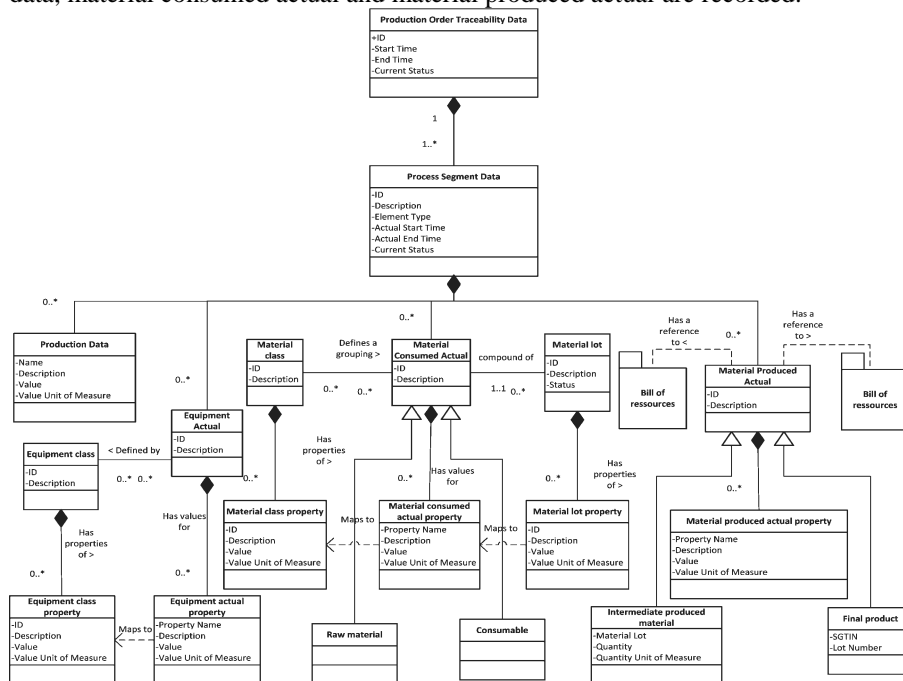 data, material consumed actual and material produced actual are recorded.
Production Order Traceability Data
+ID
-Start Time
-End Time
-Current Status
1
1..*
Process Segment Data
-ID
-Description
-Element Type
-Actual Start Time
-Actual End Time
-Current Status
0..*
Production Data
-Name
-Description
-Value
-Value Unit of Measure
0..*
Equipment
Actual
-ID
-Description
Equipment class
-ID
-Description
< Defined by
0..*
0..*
Has
properties
of >
0..*
Equipment class
property
-ID
-Description
-Value
-Value Unit of Measure
Maps to
Has values
for
0..*
Equipment actual
property
-Property Name
-Description
-Value
-Value Unit of Measure
Material
class
-ID
-Description
Defines a
grouping >
0..*
0..*
0..*
Material
Consumed Actual
-ID
-Description
compound of
1..1
0..*
Material lot
-ID
-Description
-Status
Has
properties
of >
0..*
Material class property
-ID
-Description
-Value
-Value Unit of Measure
Maps to
0..*
Has values
for
Material consumed
actual property
-Property Name
-Description
-Value
-Value Unit of Measure
Maps to
0..*
Has
properties
of >
Material lot property
-ID
-Description
-Value
-Value Unit of Measure
Raw material
Consumable
Has a
reference
to <
Bill of
ressources
0..*
Material Produced
Actual
-ID
-Description
Has a
reference
to >
Bill of
ressources
0..*
Material produced actual property
-Property Name
-Description
-Value
-Value Unit of Measure
Intermediate produced
material
-Material Lot
-Quantity
-Quantity Unit of Measure
Final product
-SGTIN
-Lot Number